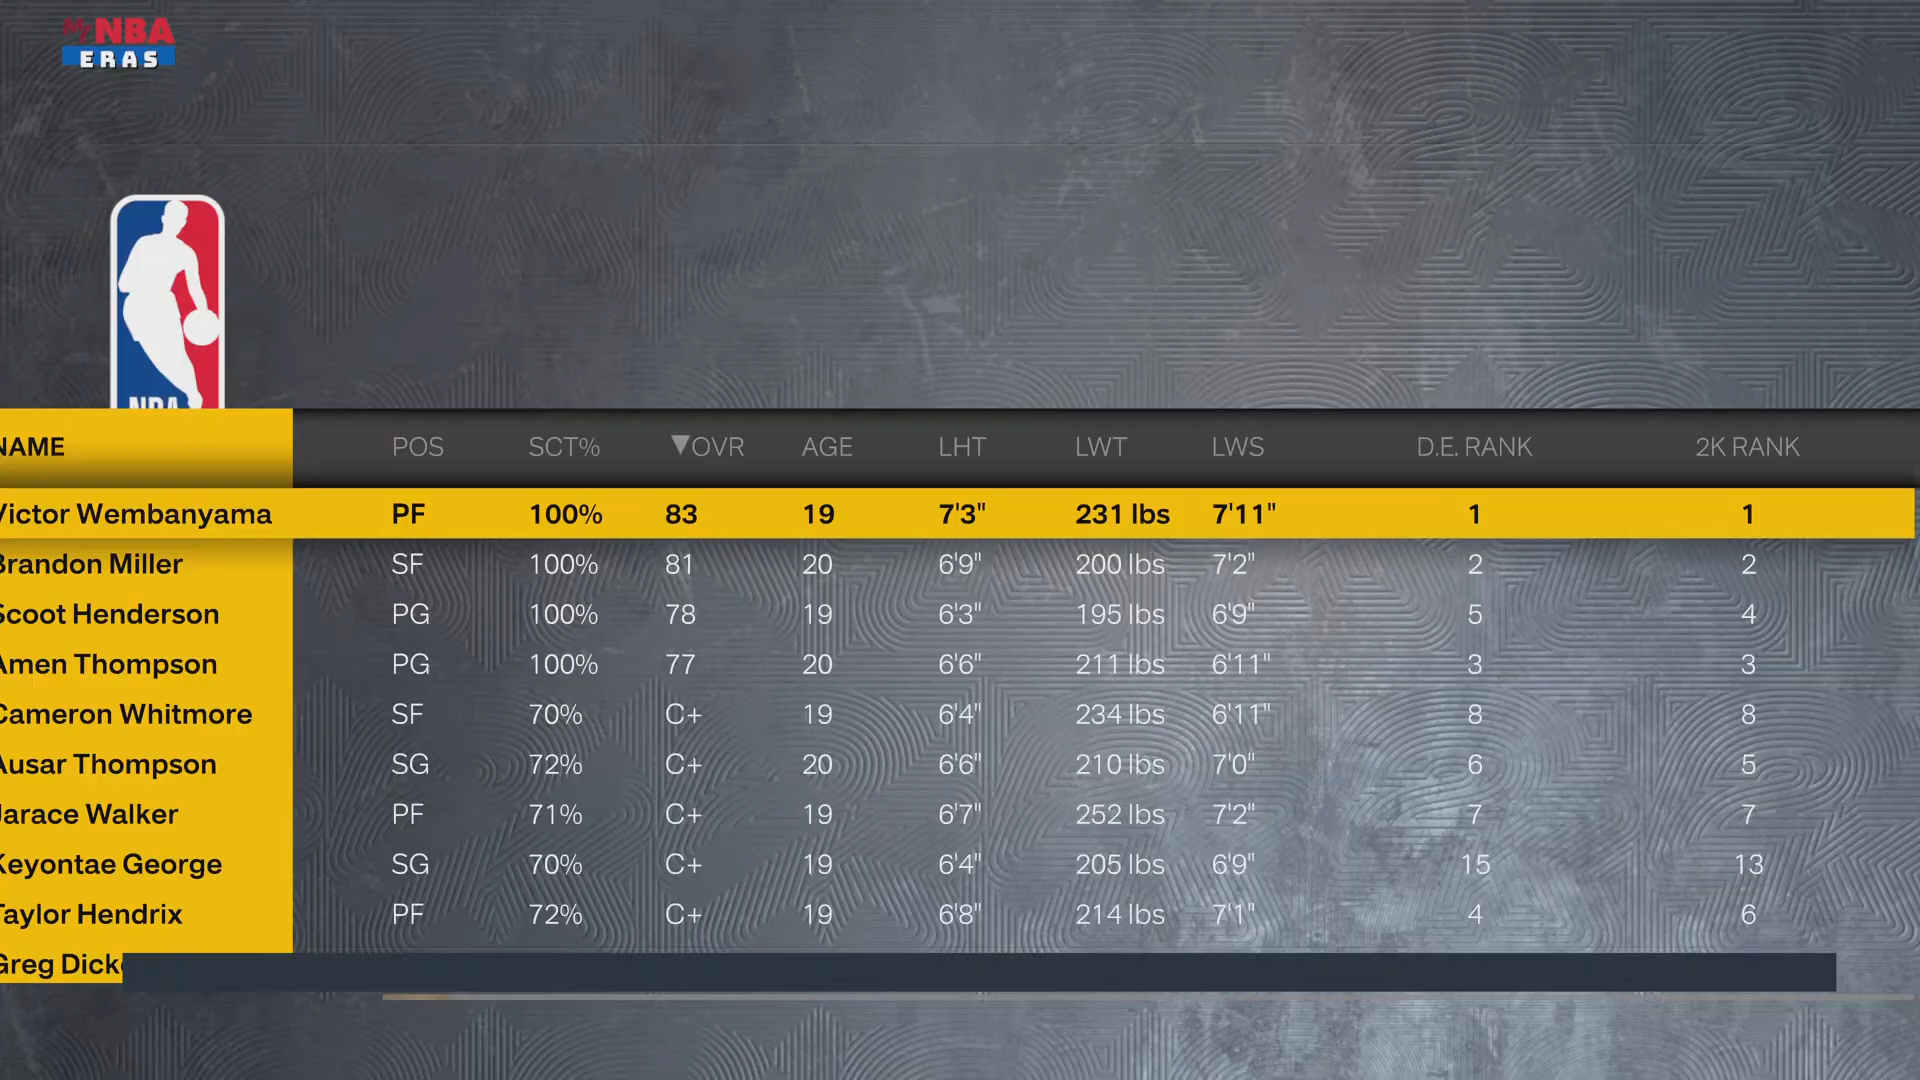 My NBA
ERAS
NBA
NAME POS SCT% ▼OVR AGE LHT LWT LWS D.E. RANK 2K RANK
Victor Wembanyama PF 100% 83 19 7'3" 231 lbs 7'11" 1 1
Brandon Miller SF 100% 81 20 6'9" 200 lbs 7'2" 2 2
Scoot Henderson PG 100% 78 19 6'3" 195 lbs 6'9" 5 4
Amen Thompson PG 100% 77 20 6'6" 211 lbs 6'11" 3 3
Cameron Whitmore SF 70% C+ 19 6'4" 234 lbs 6'11" 8 8
Ausar Thompson SG 72% C+ 20 6'6" 210 lbs 7'0" 6 5
Jarace Walker PF 71% C+ 19 6'7" 252 lbs 7'2" 7 7
Keyontae George SG 70% C+ 19 6'4" 205 lbs 6'9" 15 13
Taylor Hendrix PF 72% C+ 19 6'8" 214 lbs 7'1" 4 6
Greg